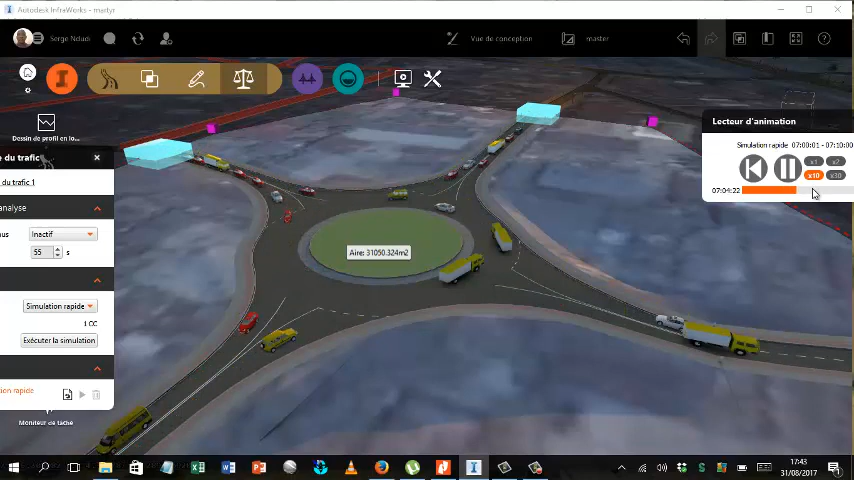 Autodesk InfraWorks - martyr
Serge Ndudi
Vue de conception
master
Dessin de profil en lo...
du trafic
du trafic 1
Lecteur d'animation
Simulation rapide 07:00:01 - 07:10:00
x1 x2
x10 x30
07:04:22
nalyse
Inactif
55 s
Aire: 31050.324m2
Simulation rapide
1 CC
Exécuter la simulation
on rapide
Moniteur de tâche
17:43
31/08/2017